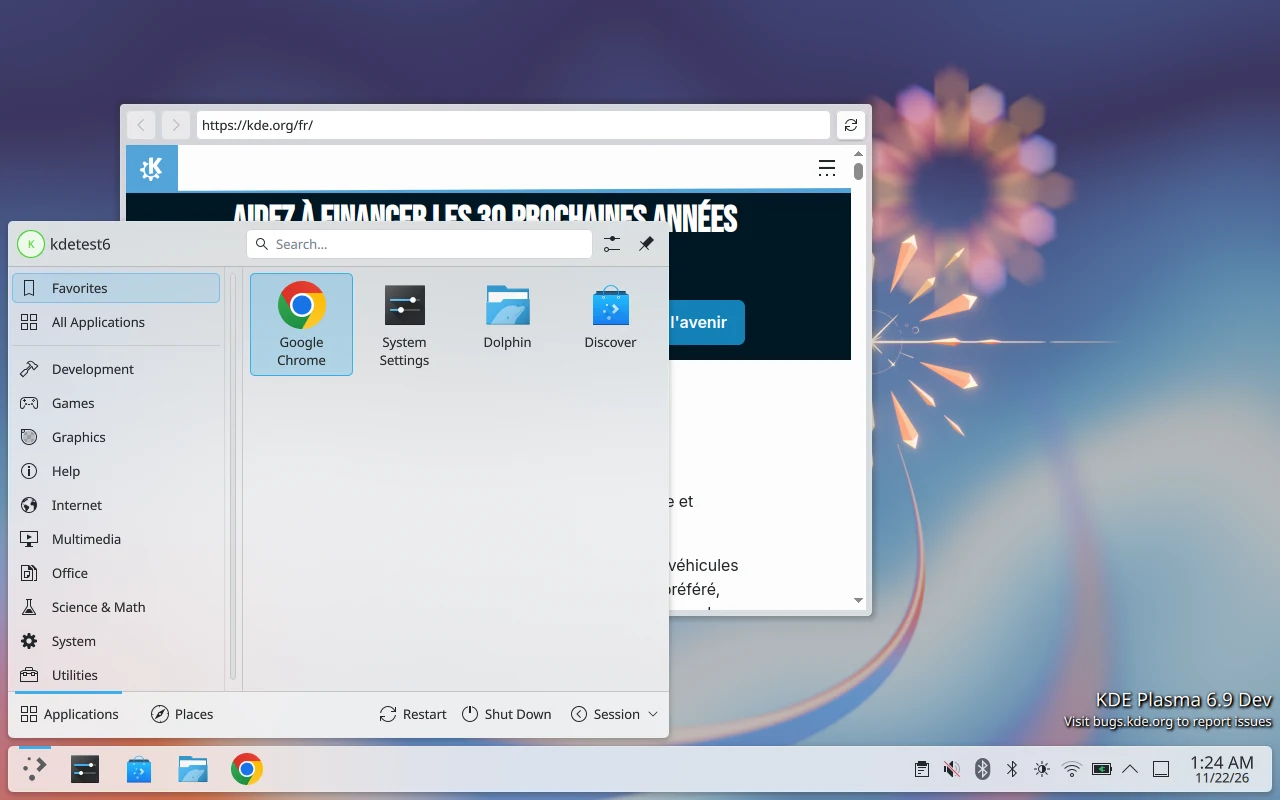 https://kde.org/fr/
AIDEZ À FINANCER LES 30 PROCHAINES ANNÉES
l'avenir
e et
véhicules
préféré,
K
kdetest6
Search...
Favorites
All Applications
Development
Games
Graphics
Help
Internet
Multimedia
Office
Science & Math
System
Utilities
Google
Chrome
System
Settings
Dolphin
Discover
Applications
Places
Restart
Shut Down
Session
KDE Plasma 6.9 Dev
Visit bugs.kde.org to report issues
1:24 AM
11/22/26